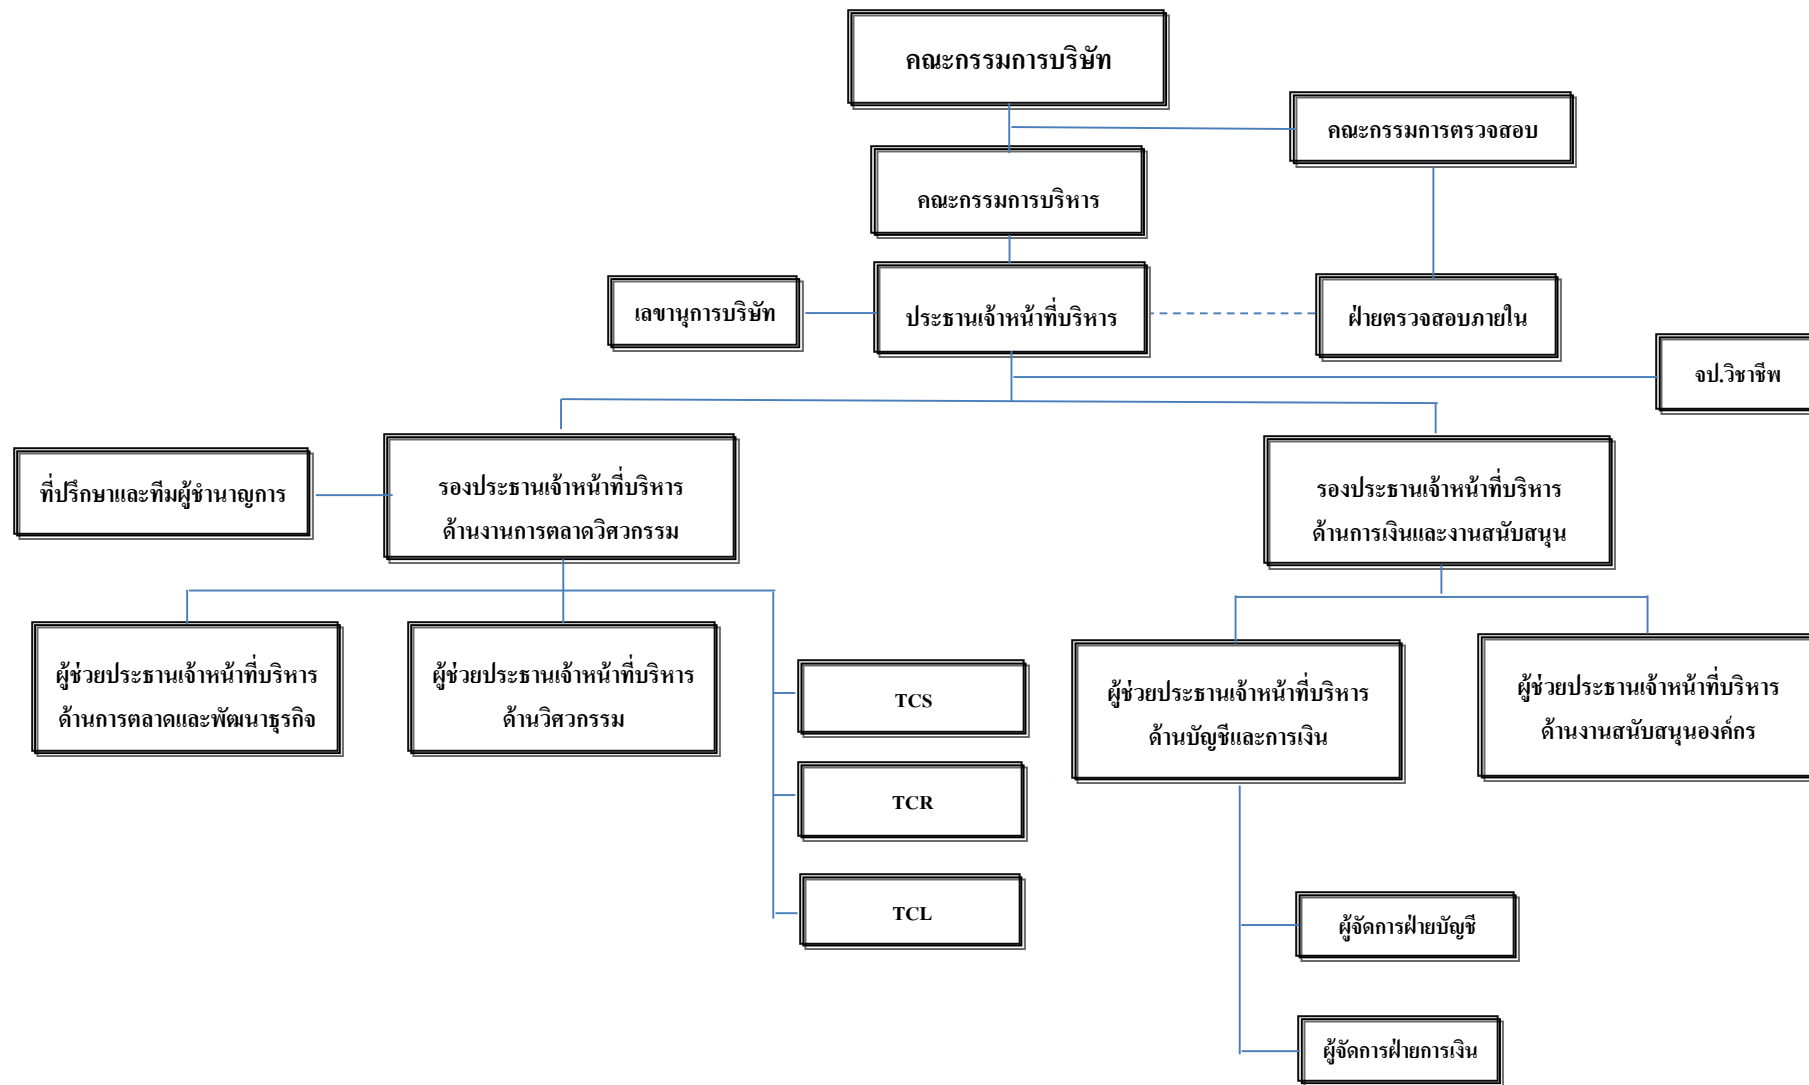 คณะกรรมการบริษัท
คณะกรรมการตรวจสอบ
คณะกรรมการบริหาร
เลขานุการบริษัท
ประธานเจ้าหน้าที่บริหาร
ฝ่ายตรวจสอบภายใน
จป.วิชาชีพ
ที่ปรึกษาและทีมผู้ชำนาญการ
รองประธานเจ้าหน้าที่บริหาร
ด้านงานการตลาดวิศวกรรม
รองประธานเจ้าหน้าที่บริหาร
ด้านการเงินและงานสนับสนุน
ผู้ช่วยประธานเจ้าหน้าที่บริหาร
ด้านการตลาดและพัฒนาธุรกิจ
ผู้ช่วยประธานเจ้าหน้าที่บริหาร
ด้านวิศวกรรม
TCS
TCR
TCL
ผู้ช่วยประธานเจ้าหน้าที่บริหาร
ด้านบัญชีและการเงิน
ผู้ช่วยประธานเจ้าหน้าที่บริหาร
ด้านงานสนับสนุนองค์กร
ผู้จัดการฝ่ายบัญชี
ผู้จัดการฝ่ายการเงิน